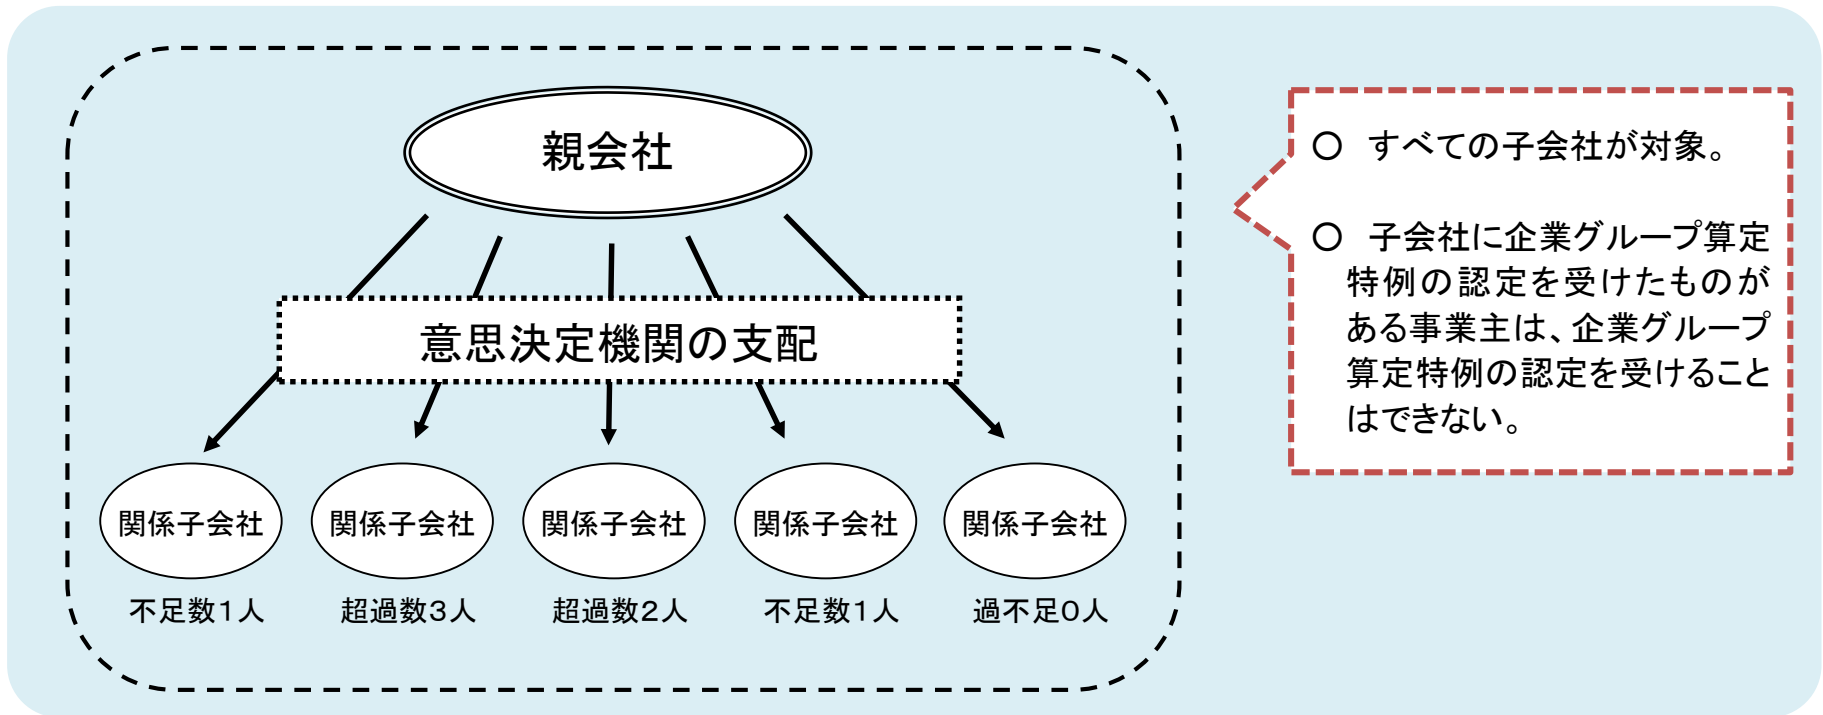 親会社
意思決定機関の支配
関係子会社 関係子会社 関係子会社 関係子会社 関係子会社
不足数1人 超過数3人 超過数2人 不足数1人 過不足0人
○ すべての子会社が対象。
○ 子会社に企業グループ算定
特例の認定を受けたものが
ある事業主は、企業グループ
算定特例の認定を受けること
はできない。